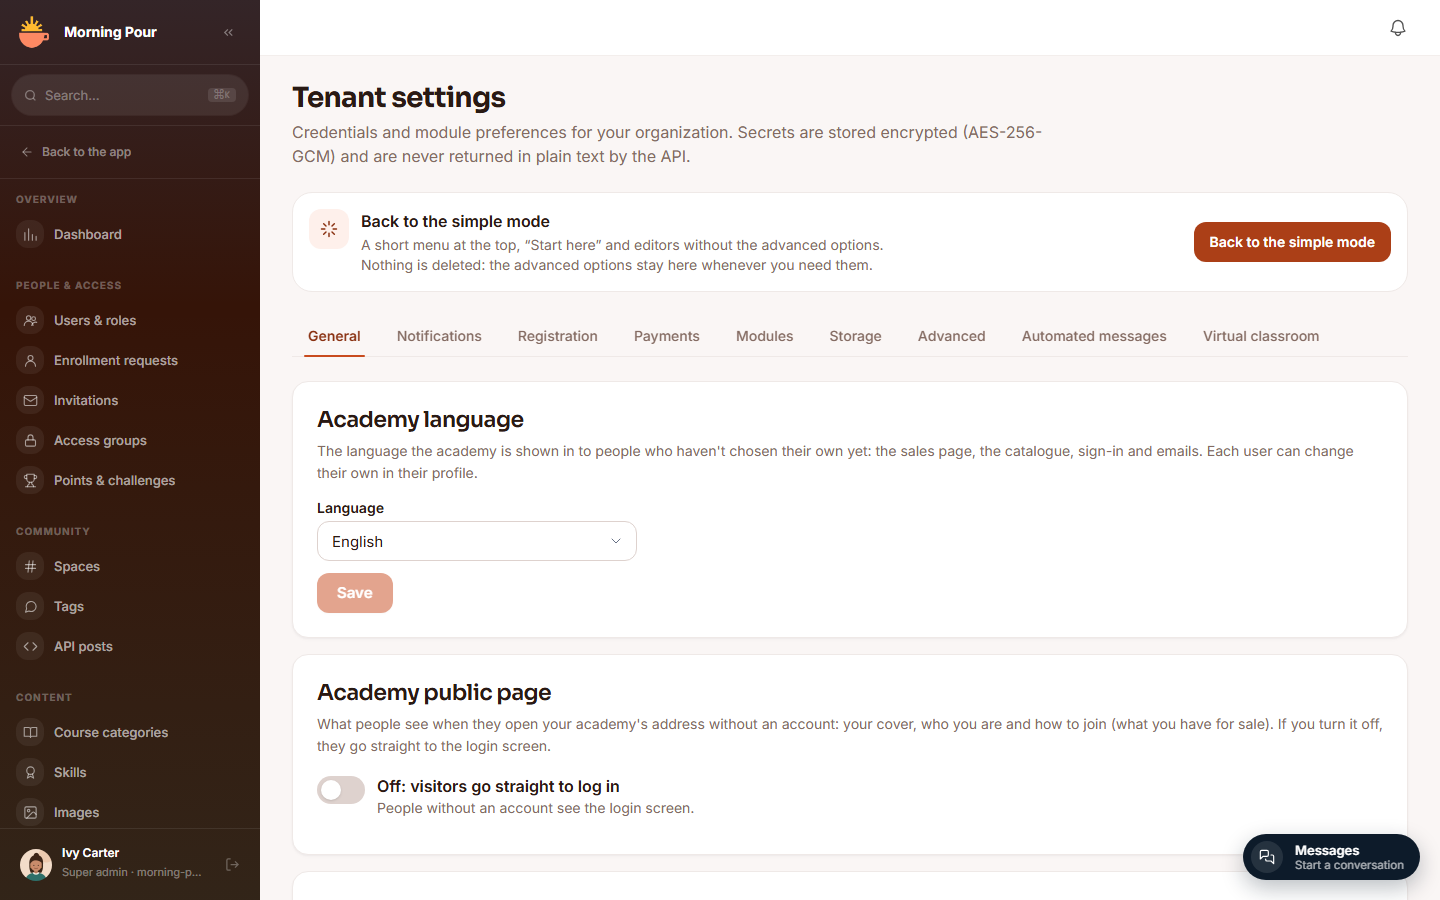 Morning Pour
Search...
⌘K
Back to the app
OVERVIEW
Dashboard
PEOPLE & ACCESS
Users & roles
Enrollment requests
Invitations
Access groups
Points & challenges
COMMUNITY
Spaces
Tags
API posts
CONTENT
Course categories
Skills
Images
Ivy Carter
Super admin · morning-p...
Tenant settings
Credentials and module preferences for your organization. Secrets are stored encrypted (AES-256-
GCM) and are never returned in plain text by the API.
Back to the simple mode
A short menu at the top, “Start here” and editors without the advanced options.
Nothing is deleted: the advanced options stay here whenever you need them.
Back to the simple mode
General
Notifications
Registration
Payments
Modules
Storage
Advanced
Automated messages
Virtual classroom
Academy language
The language the academy is shown in to people who haven't chosen their own yet: the sales page, the catalogue, sign-in and emails. Each user can change
their own in their profile.
Language
English
Save
Academy public page
What people see when they open your academy's address without an account: your cover, who you are and how to join (what you have for sale). If you turn it off,
they go straight to the login screen.
Off: visitors go straight to log in
People without an account see the login screen.
Messages
Start a conversation